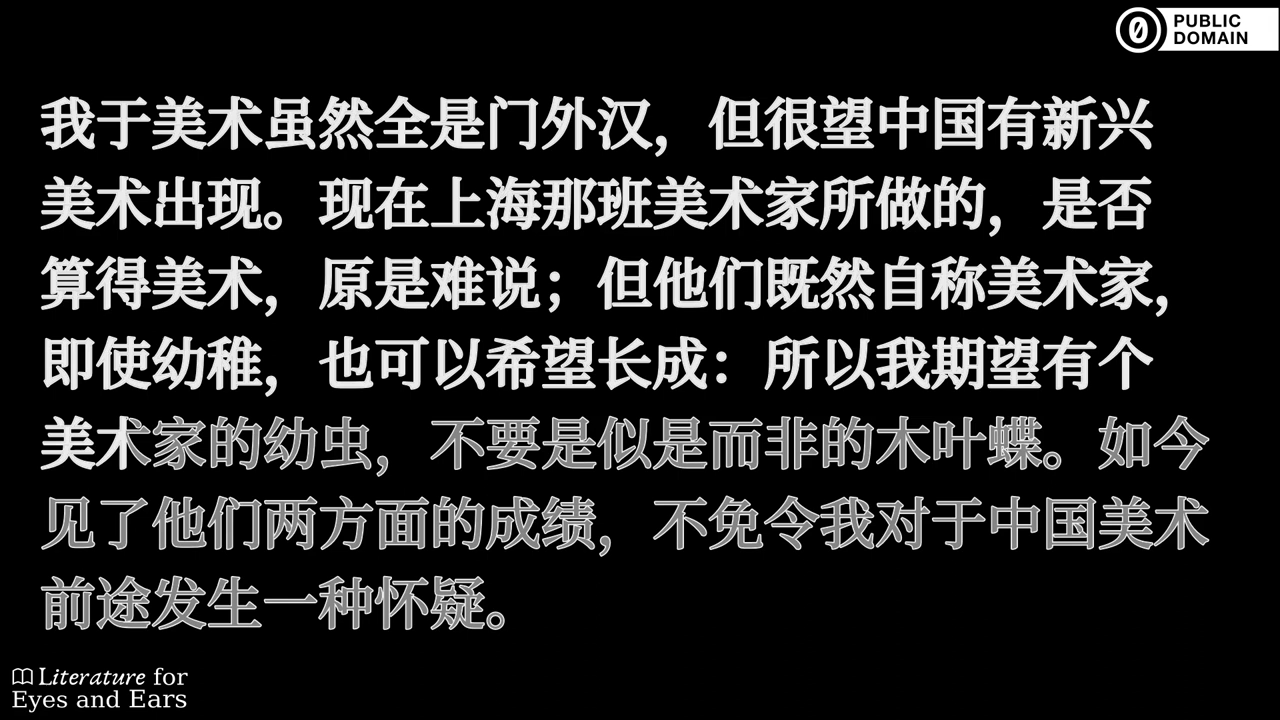 PUBLIC
DOMAIN
我于美术虽然全是门外汉，但很望中国有新兴
美术出现。现在上海那班美术家所做的，是否
算得美术，原是难说；但他们既然自称美术家，
即使幼稚，也可以希望长成：所以我期望有个
美术家的幼虫，不要是似是而非的木叶蝶。如今
见了他们两方面的成绩，不免令我对于中国美术
前途发生一种怀疑。
Literature for
Eyes and Ears